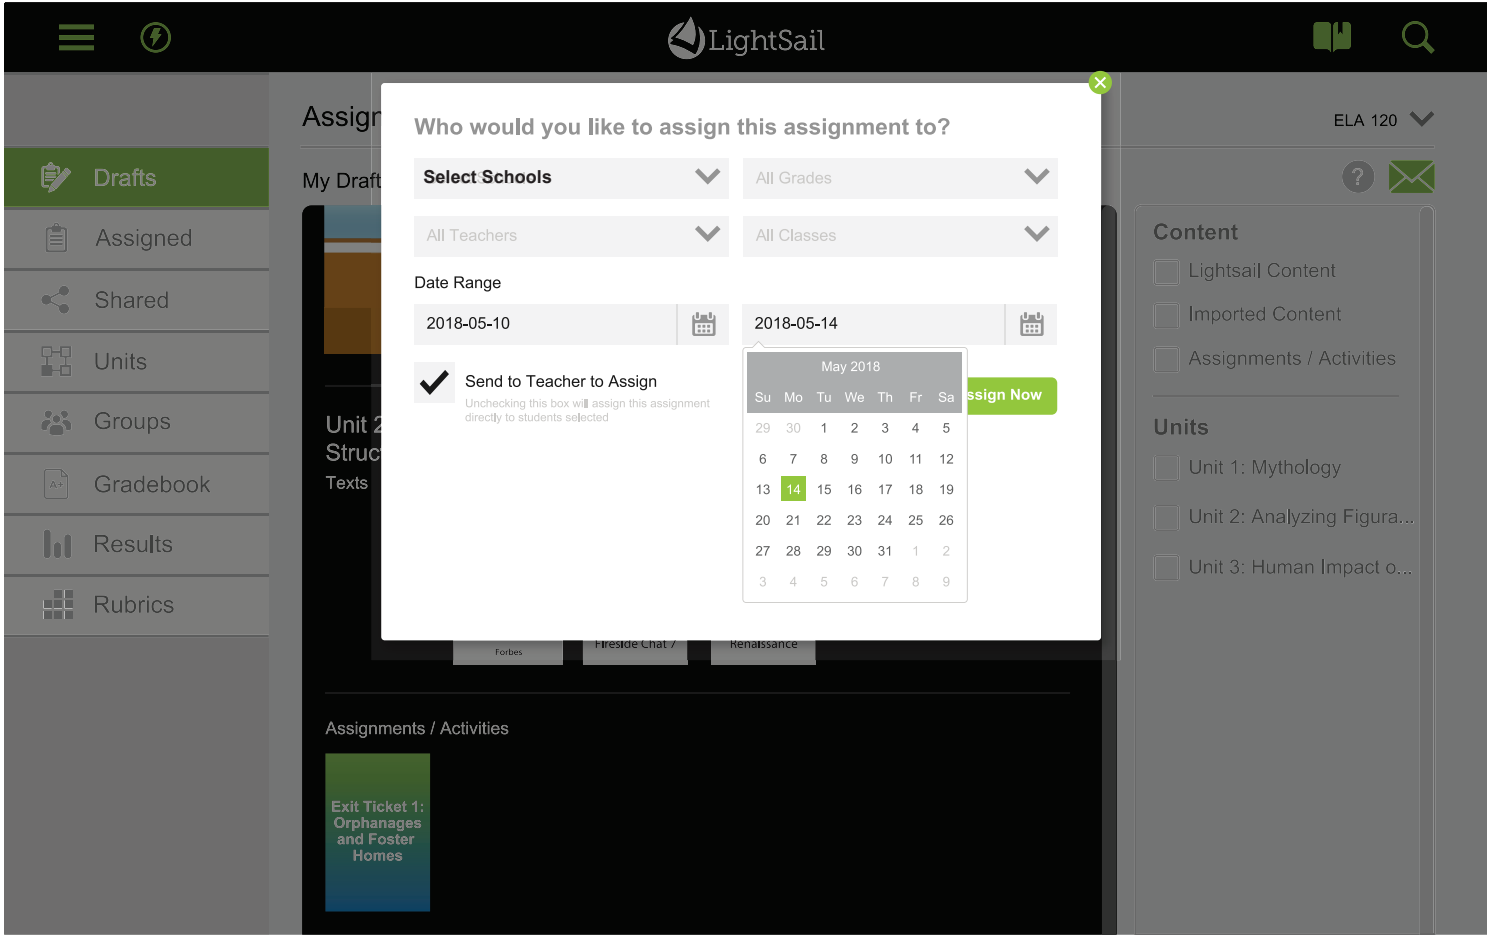 LightSail
Assign
ELA 120
Who would you like to assign this assignment to?
Drafts
My Draft
Select Schools
All Grades
All Teachers
All Classes
Assigned
Shared
Units
Groups
Gradebook
A+
Results
Rubrics
Date Range
2018-05-10
2018-05-14
Send to Teacher to Assign
Unchecking this box will assign this assignment
directly to students selected
ssign Now
May 2018
Su Mo Tu We Th Fr Sa
29 30 1 2 3 4 5
6 7 8 9 10 11 12
13 14 15 16 17 18 19
20 21 22 23 24 25 26
27 28 29 30 31 1 2
3 4 5 6 7 8 9
Unit 2
Struc
Texts
Forbes
Fireside Chat 7
Renaissance
Assignments / Activities
Exit Ticket 1:
Orphanages
and Foster
Homes
?
Content
Lightsail Content
Imported Content
Assignments / Activities
Units
Unit 1: Mythology
Unit 2: Analyzing Figura...
Unit 3: Human Impact o...